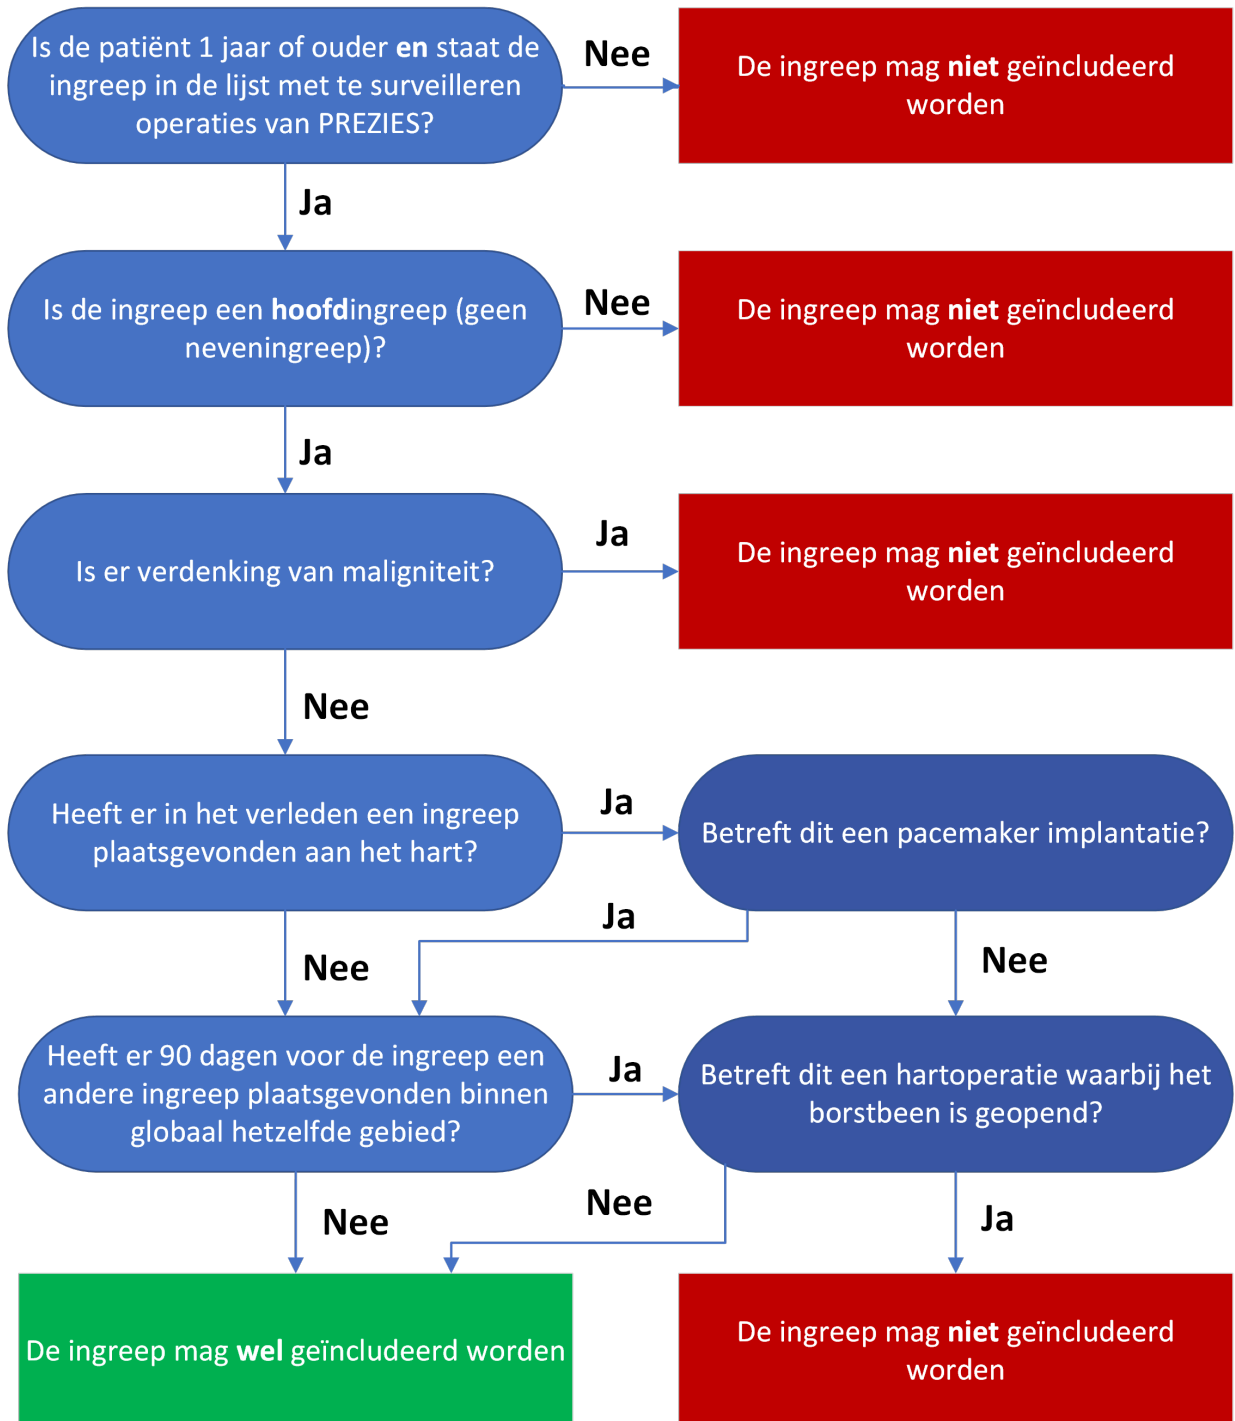 Is de patiënt 1 jaar of ouder en staat de
ingreep in de lijst met te surveilleren
operaties van PREZIES?
Nee
De ingreep mag niet geïncludeerd
worden
Ja
Is de ingreep een hoofdingreep (geen
neveningreep)?
Nee
De ingreep mag niet geïncludeerd
worden
Ja
Is er verdenking van maligniteit?
Ja
De ingreep mag niet geïncludeerd
worden
Nee
Heeft er in het verleden een ingreep
plaatsgevonden aan het hart?
Ja
Betreft dit een pacemaker implantatie?
Ja
Nee
Nee
Heeft er 90 dagen voor de ingreep een
andere ingreep plaatsgevonden binnen
globaal hetzelfde gebied?
Ja
Betreft dit een hartoperatie waarbij het
borstbeen is geopend?
Nee
Nee
Ja
De ingreep mag wel geïncludeerd worden
De ingreep mag niet geïncludeerd
worden